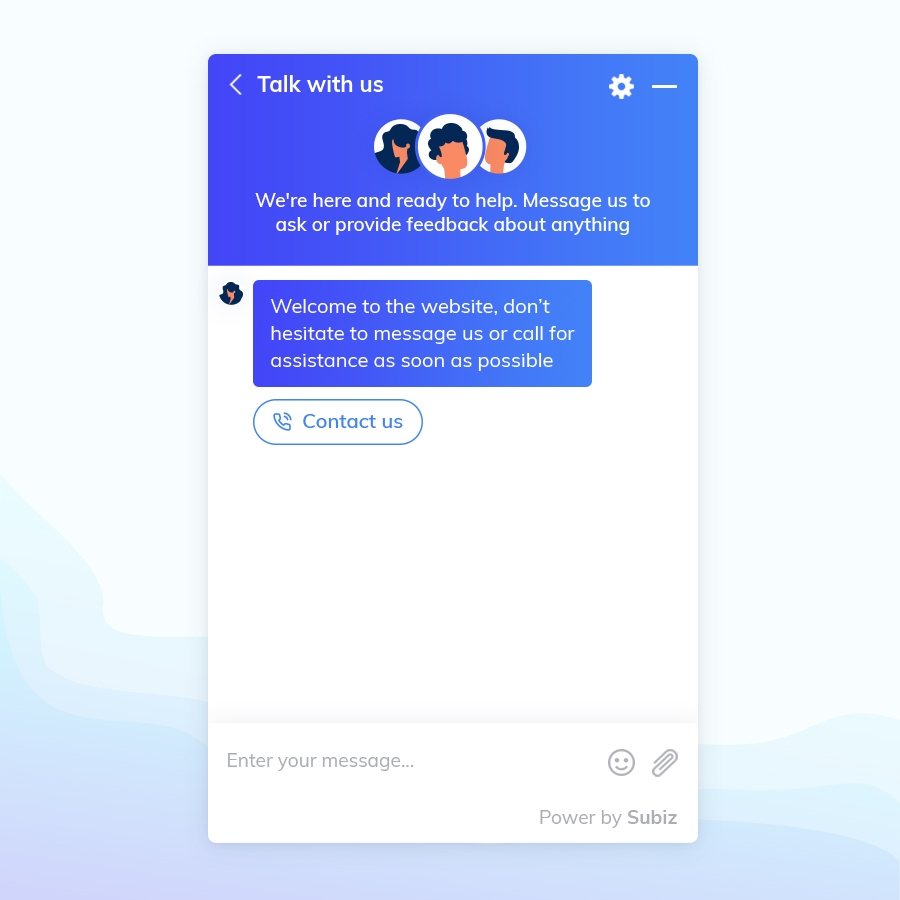 Talk with us
We're here and ready to help. Message us to
ask or provide feedback about anything
Welcome to the website, don’t
hesitate to message us or call for
assistance as soon as possible
Contact us
Enter your message...
Power by Subiz